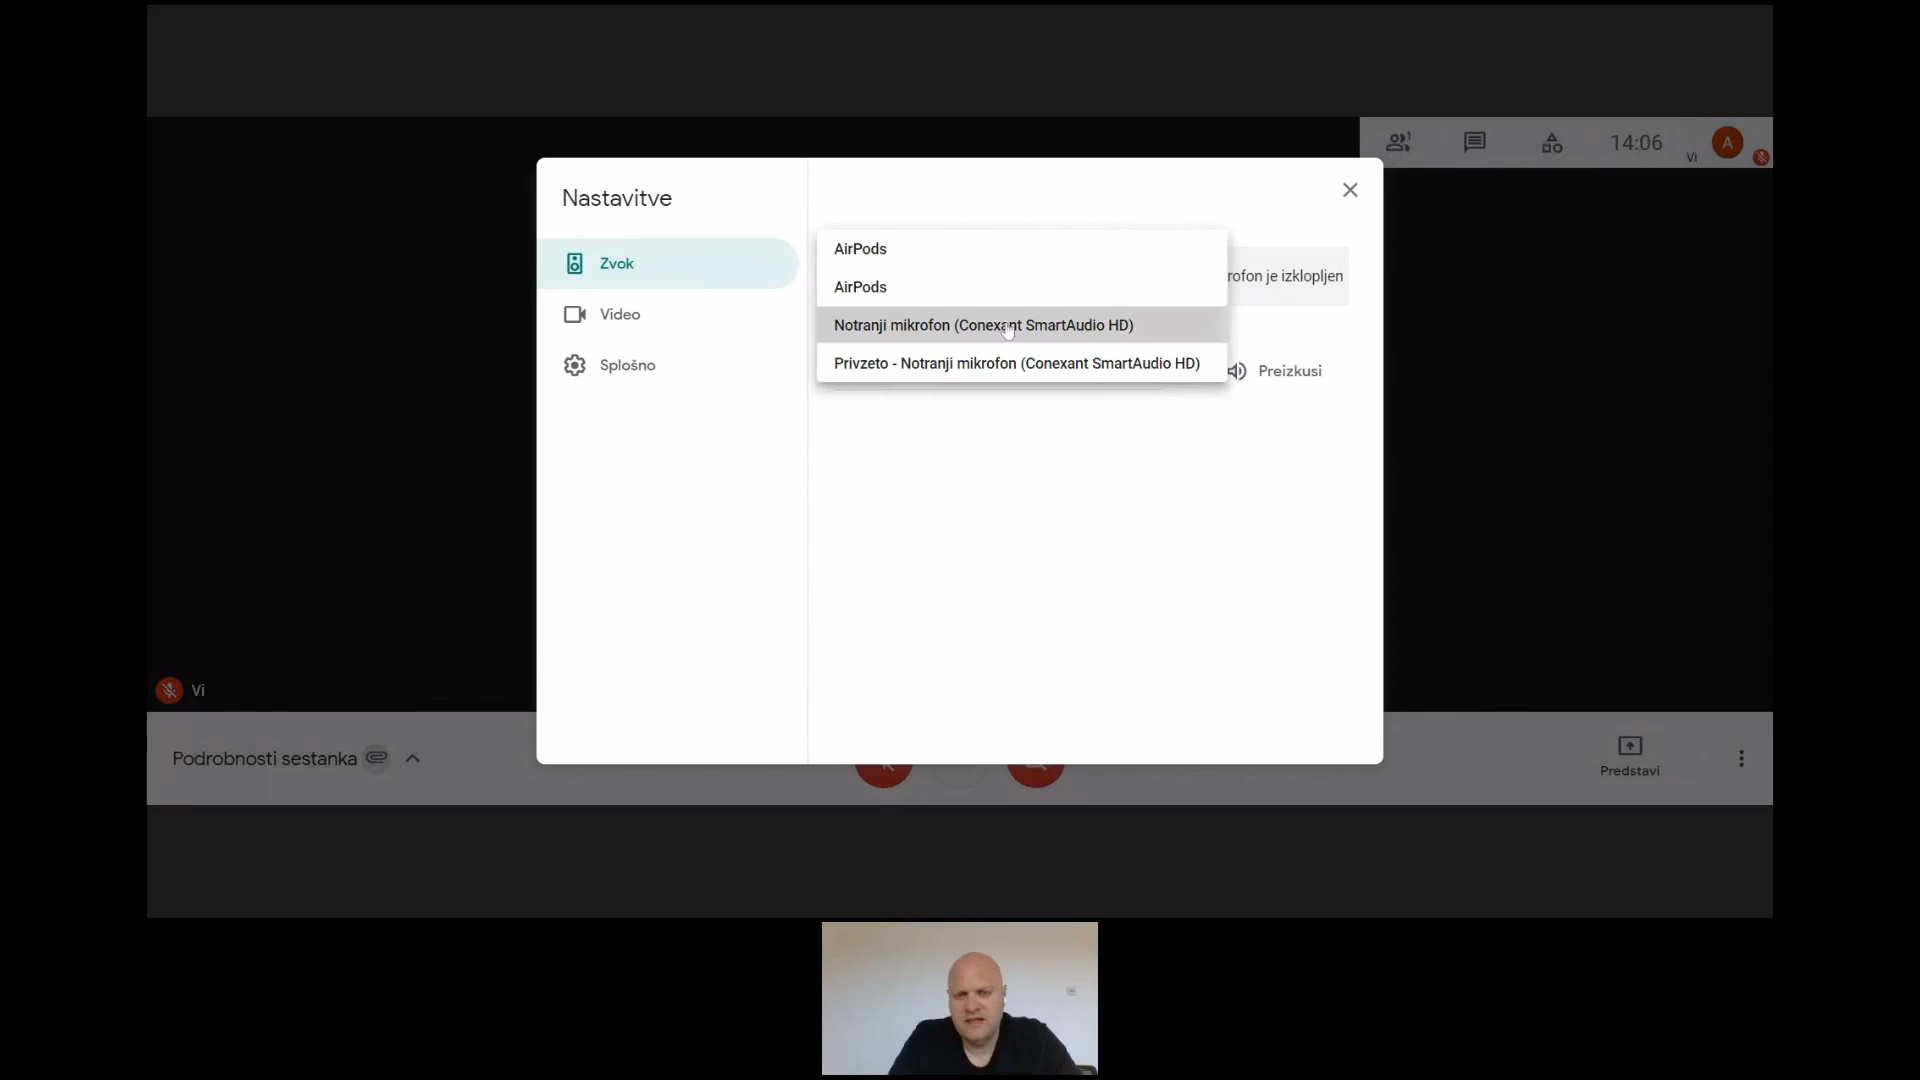 14:06
Vi
A
Nastavitve
Zvok
Video
Splošno
AirPods
AirPods
Notranji mikrofon (Conexant SmartAudio HD)
Privzeto - Notranji mikrofon (Conexant SmartAudio HD)
rofon je izklopljen
Preizkusi
Vi
Podrobnosti sestanka
Predstavi